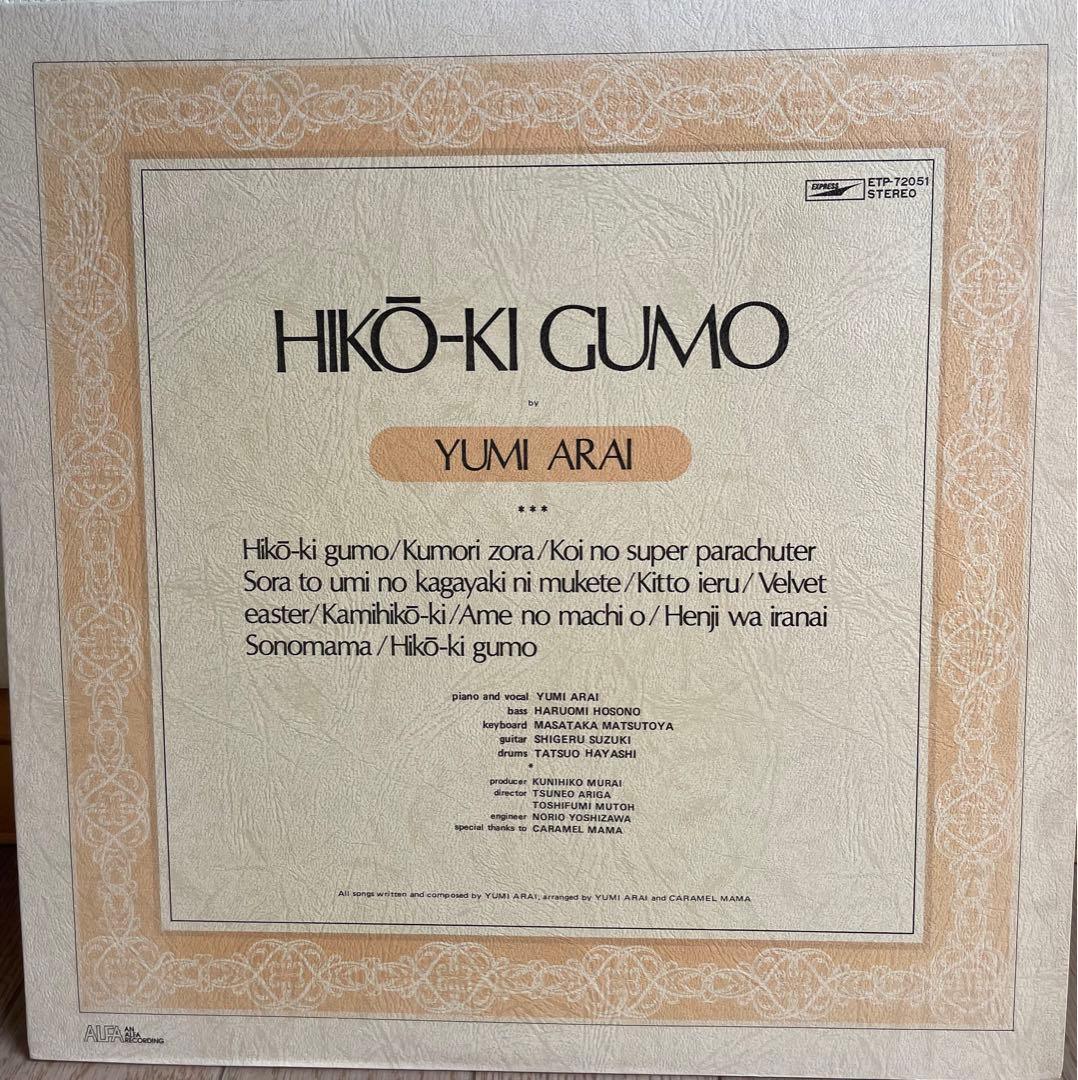 EXPRESS
ETP-72051
STEREO
HIKŌ-KI GUMO
by
YUMI ARAI
***
Hikō-ki gumo/Kumori zora/Koi no super parachuter
Sora to umi no kagayaki ni mukete/Kitto ieru/Velvet
easter/Kamihikō-ki/Ame no machi o/Henji wa iranai
Sonomama/Hikō-ki gumo
piano and vocal YUMI ARAI
bass HARUOMI HOSONO
keyboard MASATAKA MATSUTOYA
guitar SHIGERU SUZUKI
drums TATSUO HAYASHI
*
producer KUNIHIKO MURAI
director TSUNEO ARIGA
TOSHIFUMI MUTOH
engineer NORIO YOSHIZAWA
special thanks to CARAMEL MAMA
All songs written and composed by YUMI ARAI, arranged by YUMI ARAI and CARAMEL MAMA
ALFA AN
ALFA
RECORDING